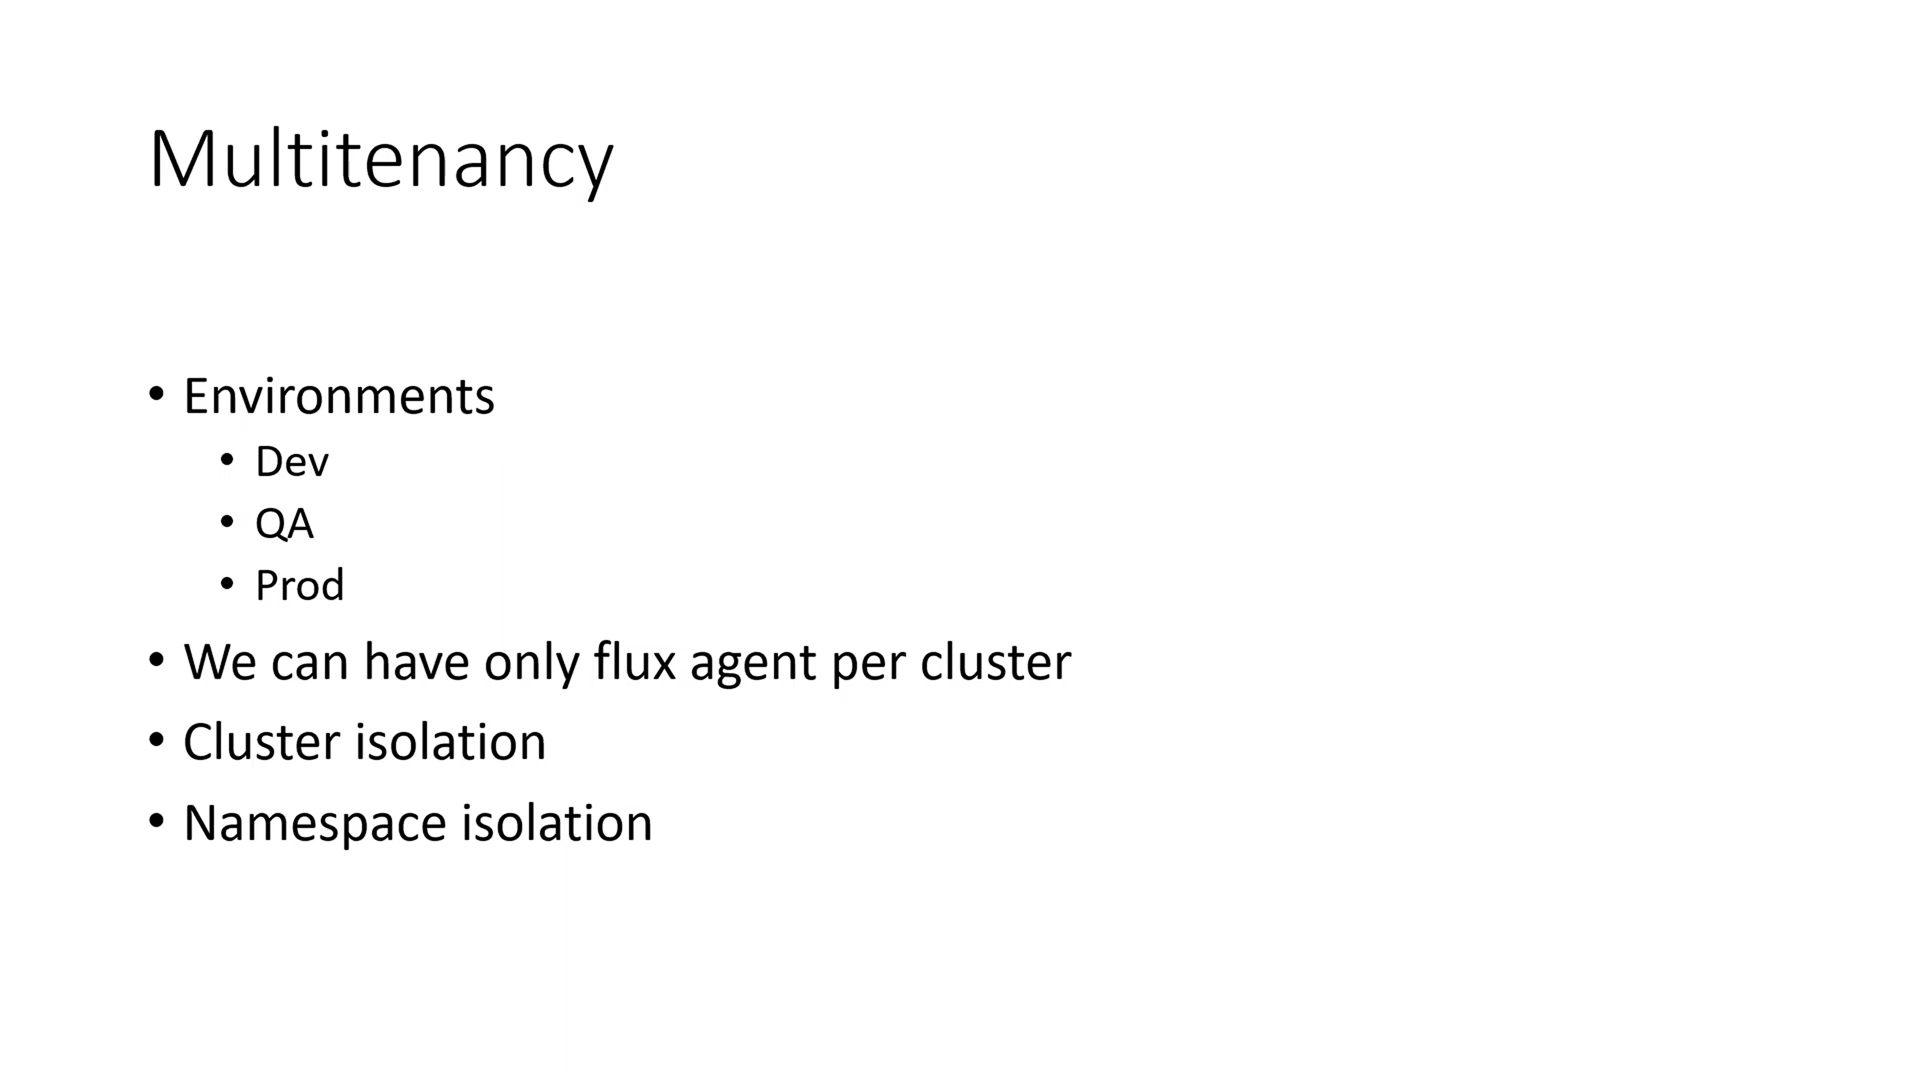 Multitenancy
• Environments
• Dev
• QA
• Prod
• We can have only flux agent per cluster
• Cluster isolation
• Namespace isolation